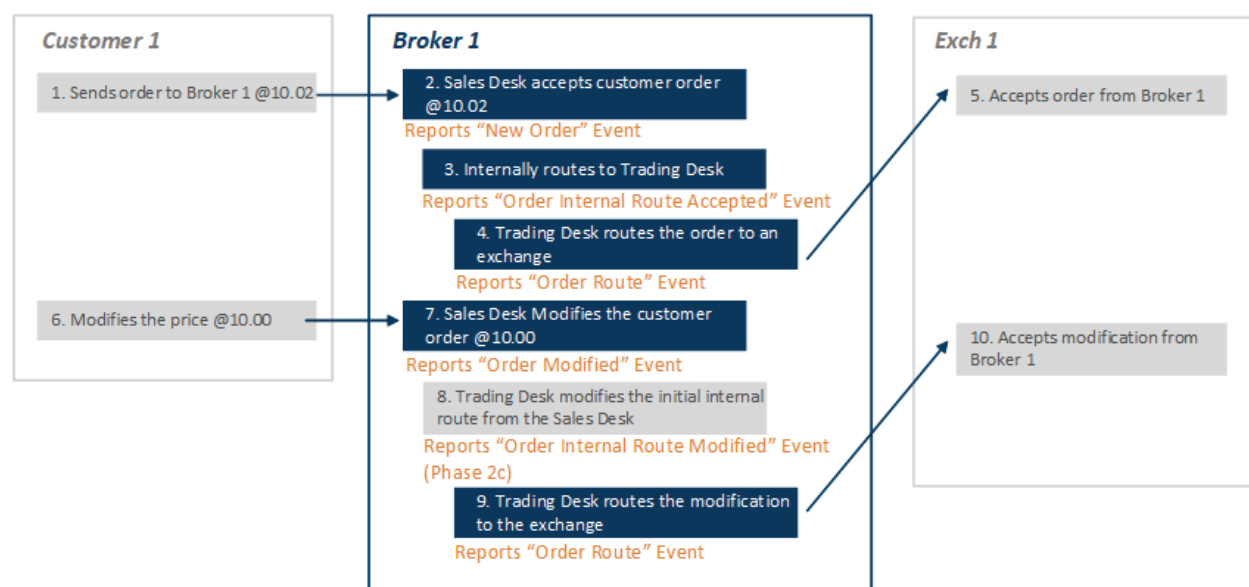 Customer 1
1. Sends order to Broker 1 @10.02
6. Modifies the price @10.00
Broker 1
2. Sales Desk accepts customer order
@10.02
Reports “New Order” Event
3. Internally routes to Trading Desk
Reports “Order Internal Route Accepted” Event
4. Trading Desk routes the order to an
exchange
Reports “Order Route” Event
7. Sales Desk Modifies the customer
order @10.00
Reports “Order Modified” Event
8. Trading Desk modifies the initial internal
route from the Sales Desk
Reports “Order Internal Route Modified” Event
(Phase 2c)
9. Trading Desk routes the modification
to the exchange
Reports “Order Route” Event
Exch 1
5. Accepts order from Broker 1
10. Accepts modification from
Broker 1